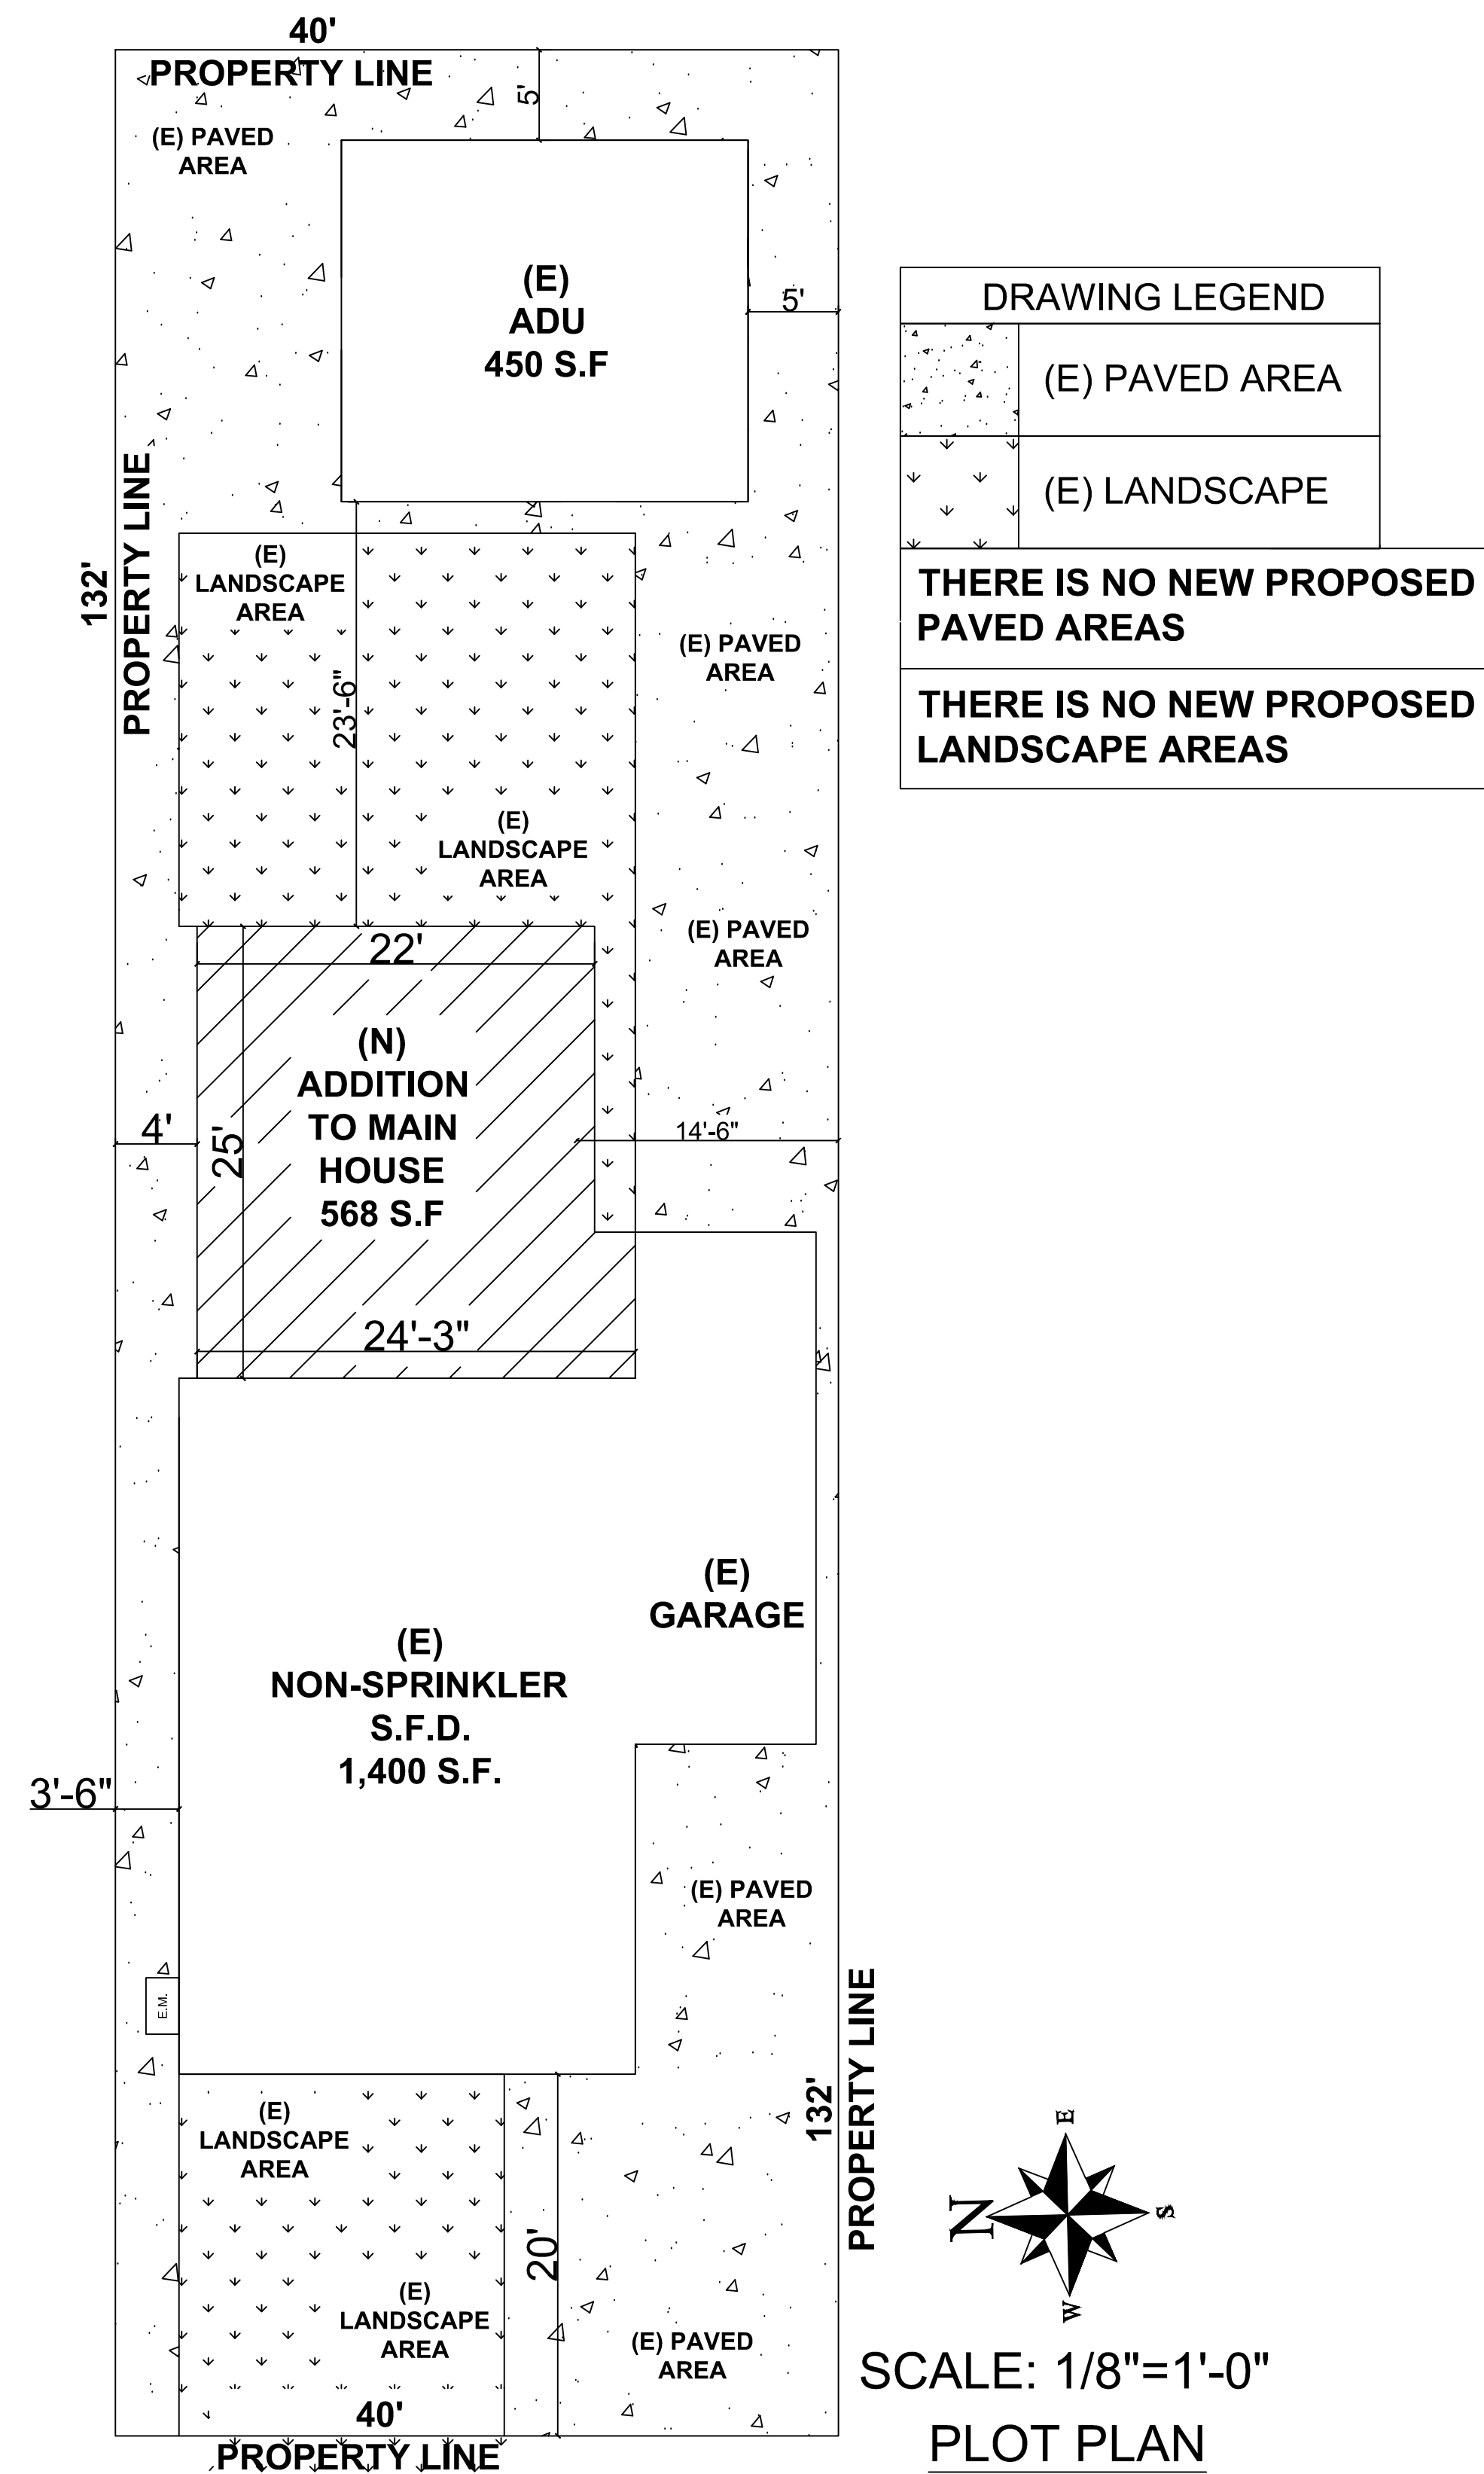 40'
PROPERTY LINE
5'
(E) PAVED
AREA
(E)
ADU
450 S.F
5'
DRAWING LEGEND
(E) PAVED AREA
(E) LANDSCAPE
THERE IS NO NEW PROPOSED
PAVED AREAS
THERE IS NO NEW PROPOSED
LANDSCAPE AREAS
132'
PROPERTY LINE
(E)
LANDSCAPE
AREA
23'-6"
(E) PAVED
AREA
(E)
LANDSCAPE
AREA
(E) PAVED
AREA
22'
(N)
ADDITION
TO MAIN
HOUSE
568 S.F
4'
25'
14'-6"
24'-3"
(E)
GARAGE
(E)
NON-SPRINKLER
S.F.D.
1,400 S.F.
3'-6"
(E) PAVED
AREA
E.M.
132'
PROPERTY LINE
(E)
LANDSCAPE
AREA
20'
(E)
LANDSCAPE
AREA
(E) PAVED
AREA
40'
PROPERTY LINE
E
N
S
W
SCALE: 1/8"=1'-0"
PLOT PLAN